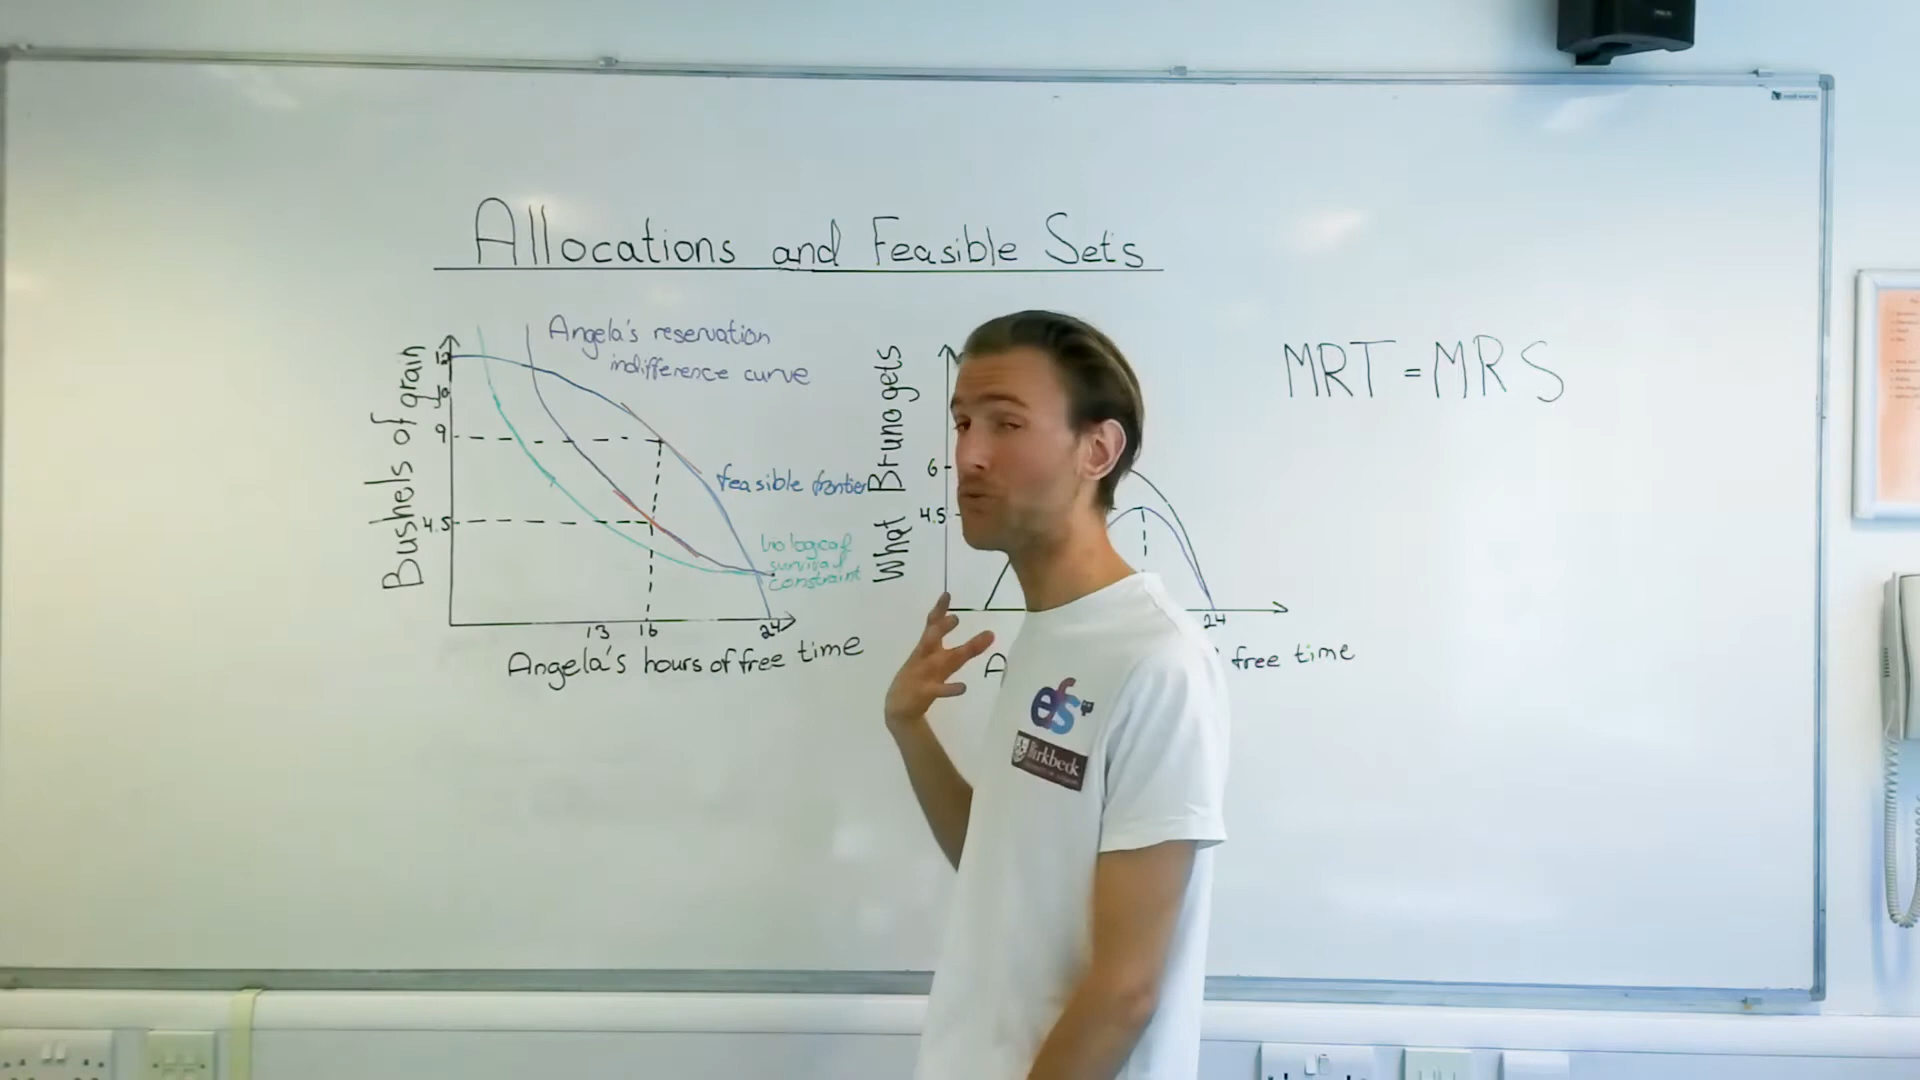 Allocations and Feasible Sets
Angela's reservation
indifference curve
Bushels of grain
12
10
9
4.5
feasible frontier
biological
survival
constraint
13 16 24
Angela's hours of free time
What Bruno gets
6
4.5
24
A
free time
MRT = MRS
efs
Birkbeck